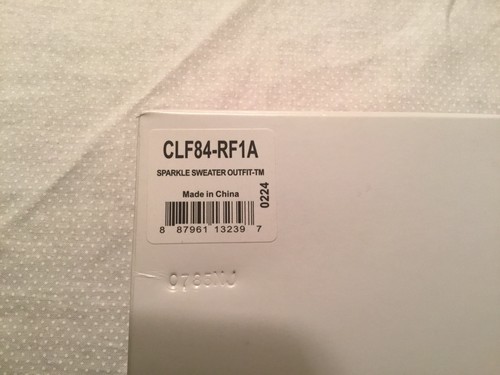 CLF84-RF1A
SPARKLE SWEATER OUTFIT-TM
Made in China
0224
8 87961 13239 7